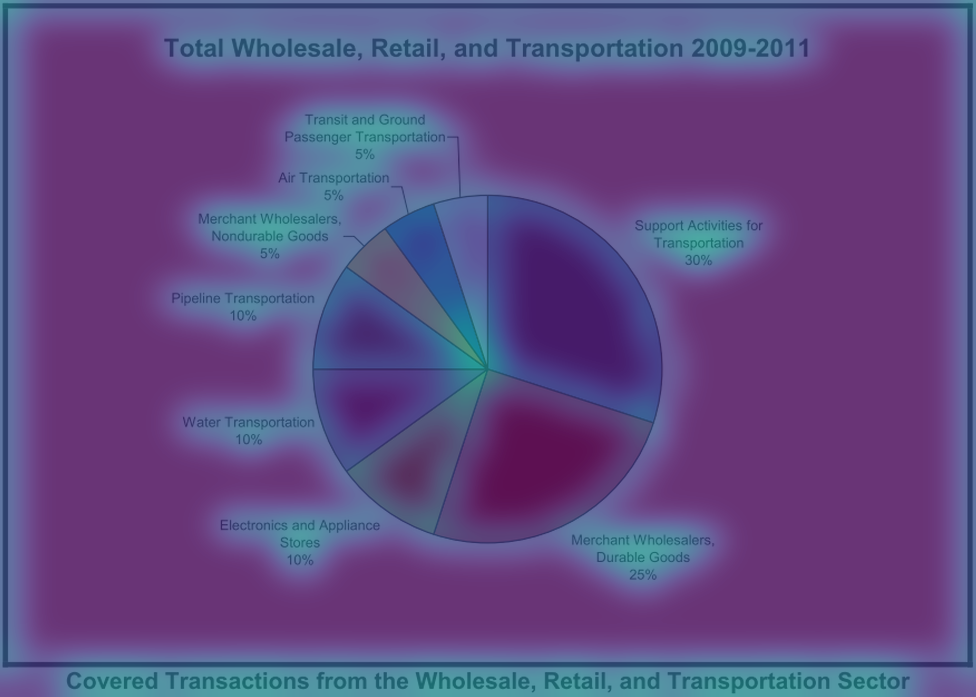 Total Wholesale, Retail, and Transportation 2009-2011
Transit and Ground
Passenger Transportation
5%
Air Transportation
5%
Merchant Wholesalers,
Nondurable Goods
5%
Support Activities for
Transportation
30%
Pipeline Transportation
10%
Water Transportation
10%
Electronics and Appliance
Stores
10%
Merchant Wholesalers,
Durable Goods
25%
Covered Transactions from the Wholesale, Retail, and Transportation Sector